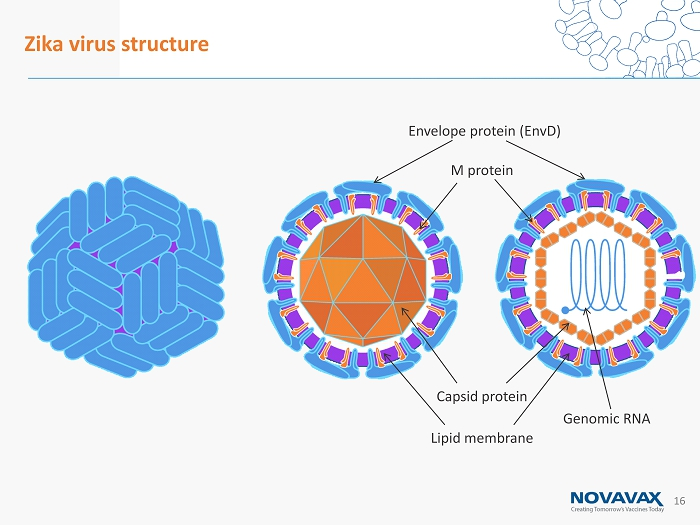 Zika virus structure
Envelope protein (EnvD)
M protein
Capsid protein
Genomic RNA
Lipid membrane
NOVAVAX
Creating Tomorrow's Vaccines Today
16